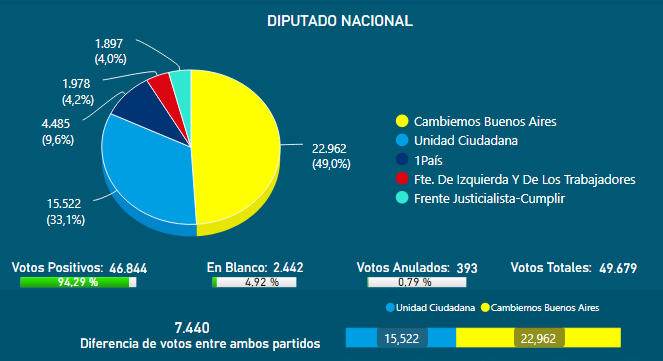 DIPUTADO NACIONAL
1.897
(4,0%)
1.978
(4,2%)
4.485
(9,6%)
15.522
(33,1%)
22.962
(49,0%)
Cambiemos Buenos Aires
Unidad Ciudadana
1País
Fte. De Izquierda Y De Los Trabajadores
Frente Justicialista-Cumplir
Votos Positivos: 46.844
94,29 %
En Blanco: 2.442
4,92 %
Votos Anulados: 393
0,79 %
Votos Totales: 49.679
Unidad Ciudadana Cambiemos Buenos Aires
7.440
Diferencia de votos entre ambos partidos
15,522 22,962